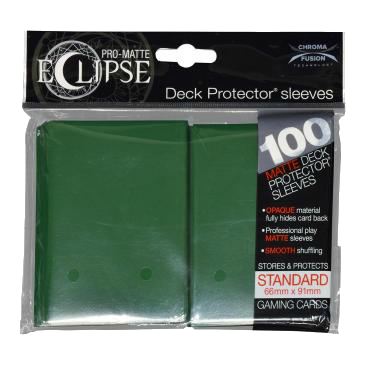 PRO-MATTE
ECLIPSE
CHROMA
FUSION
TECHNOLOGY
Deck Protector® sleeves
100
MATTE DECK
PROTECTOR®
SLEEVES
• OPAQUE material
fully hides card back
• Professional play
MATTE sleeves
• SMOOTH shuffling
STORES & PROTECTS
STANDARD
66mm x 91mm
GAMING CARDS